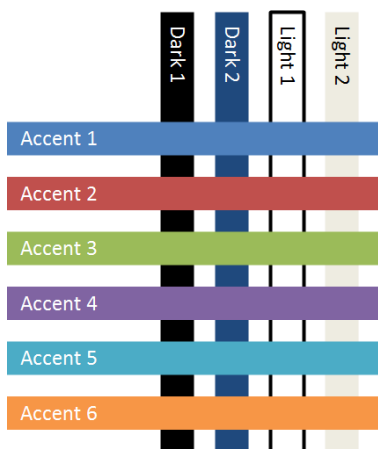 Dark 1
Dark 2
Light 1
Light 2
Accent 1
Accent 2
Accent 3
Accent 4
Accent 5
Accent 6